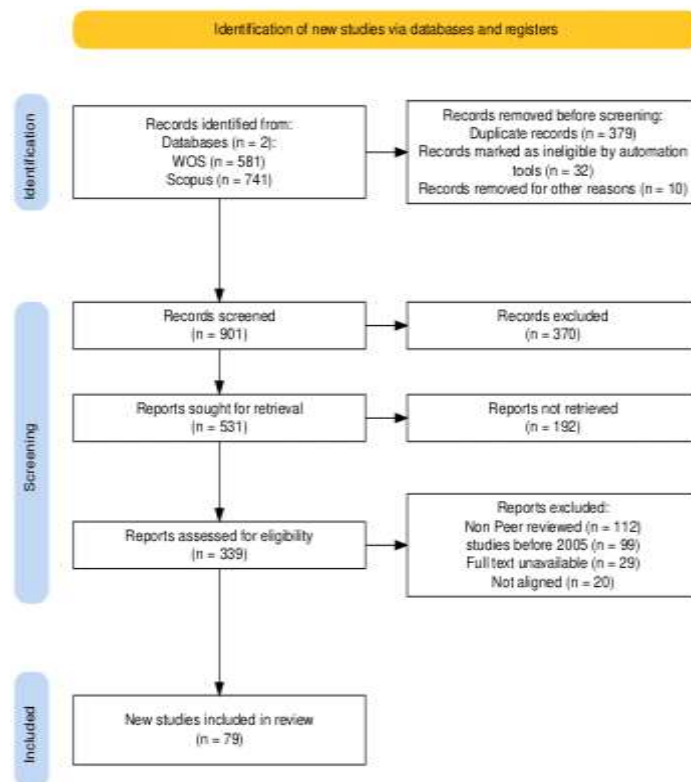 Identification of new studies via databases and registers
Identification
Records identified from:
Databases (n = 2):
WOS (n = 581)
Scopus (n = 741)
Records removed before screening:
Duplicate records (n = 379)
Records marked as ineligible by automation
tools (n = 32)
Records removed for other reasons (n = 10)
Screening
Records screened
(n = 901)
Records excluded
(n = 370)
Reports sought for retrieval
(n = 531)
Reports not retrieved
(n = 192)
Reports assessed for eligibility
(n = 339)
Reports excluded:
Non Peer reviewed (n = 112)
studies before 2005 (n = 99)
Full text unavailable (n = 29)
Not aligned (n = 20)
Included
New studies included in review
(n = 79)